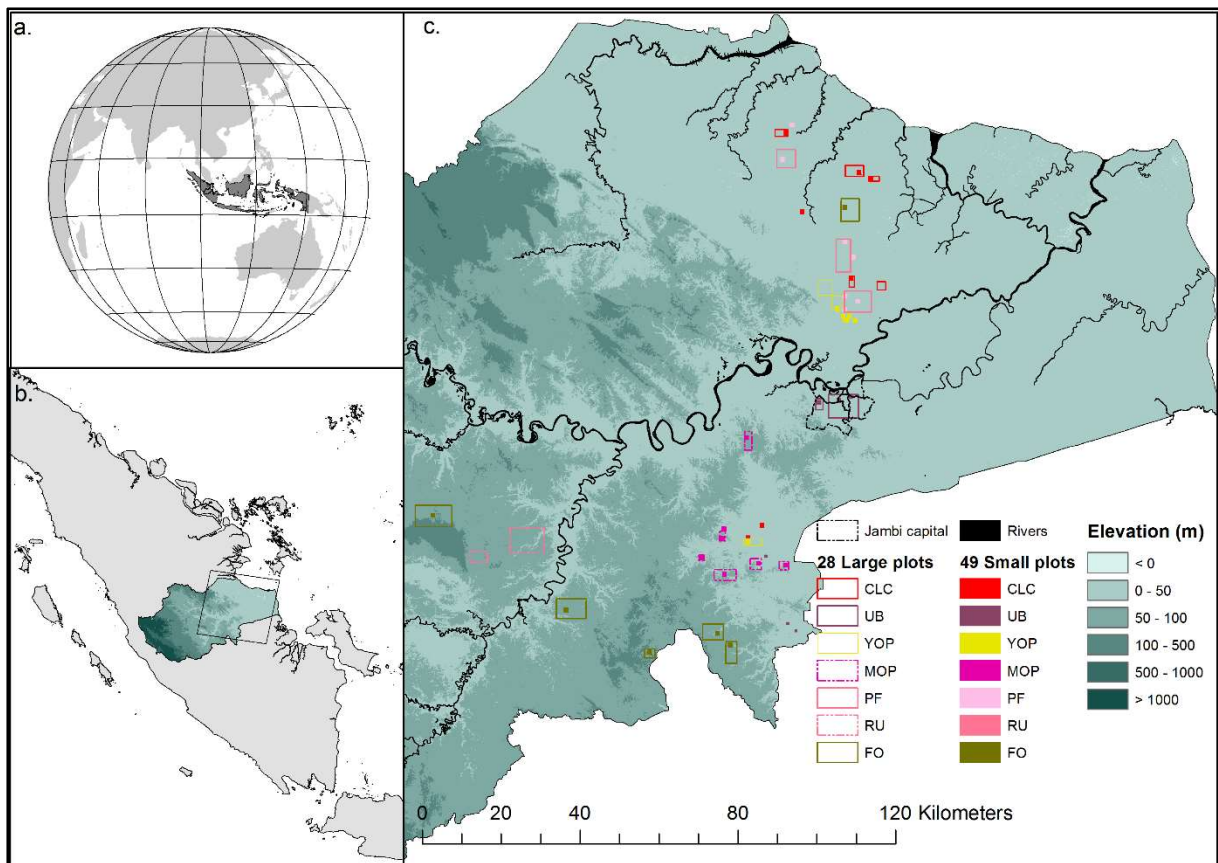 a.
b.
c.
Jambi capital
Rivers
Elevation (m)
28 Large plots
49 Small plots
< 0
CLC
CLC
0 - 50
UB
UB
50 - 100
YOP
YOP
100 - 500
MOP
MOP
500 - 1000
PF
PF
> 1000
RU
RU
FO
FO
0
20
40
80
120 Kilometers